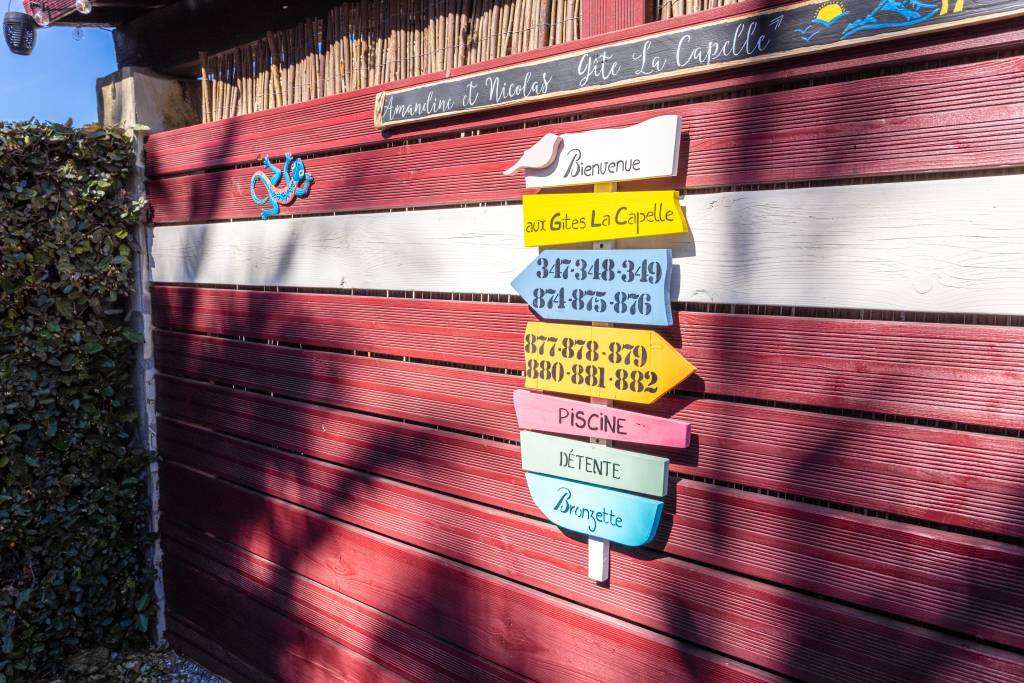 Amandine et Nicolas Gîte La Capelle
Bienvenue
aux Gîtes La Capelle
347-348-349
874-875-876
877-878-879
880-881-882
PISCINE
DÉTENTE
Bronzette